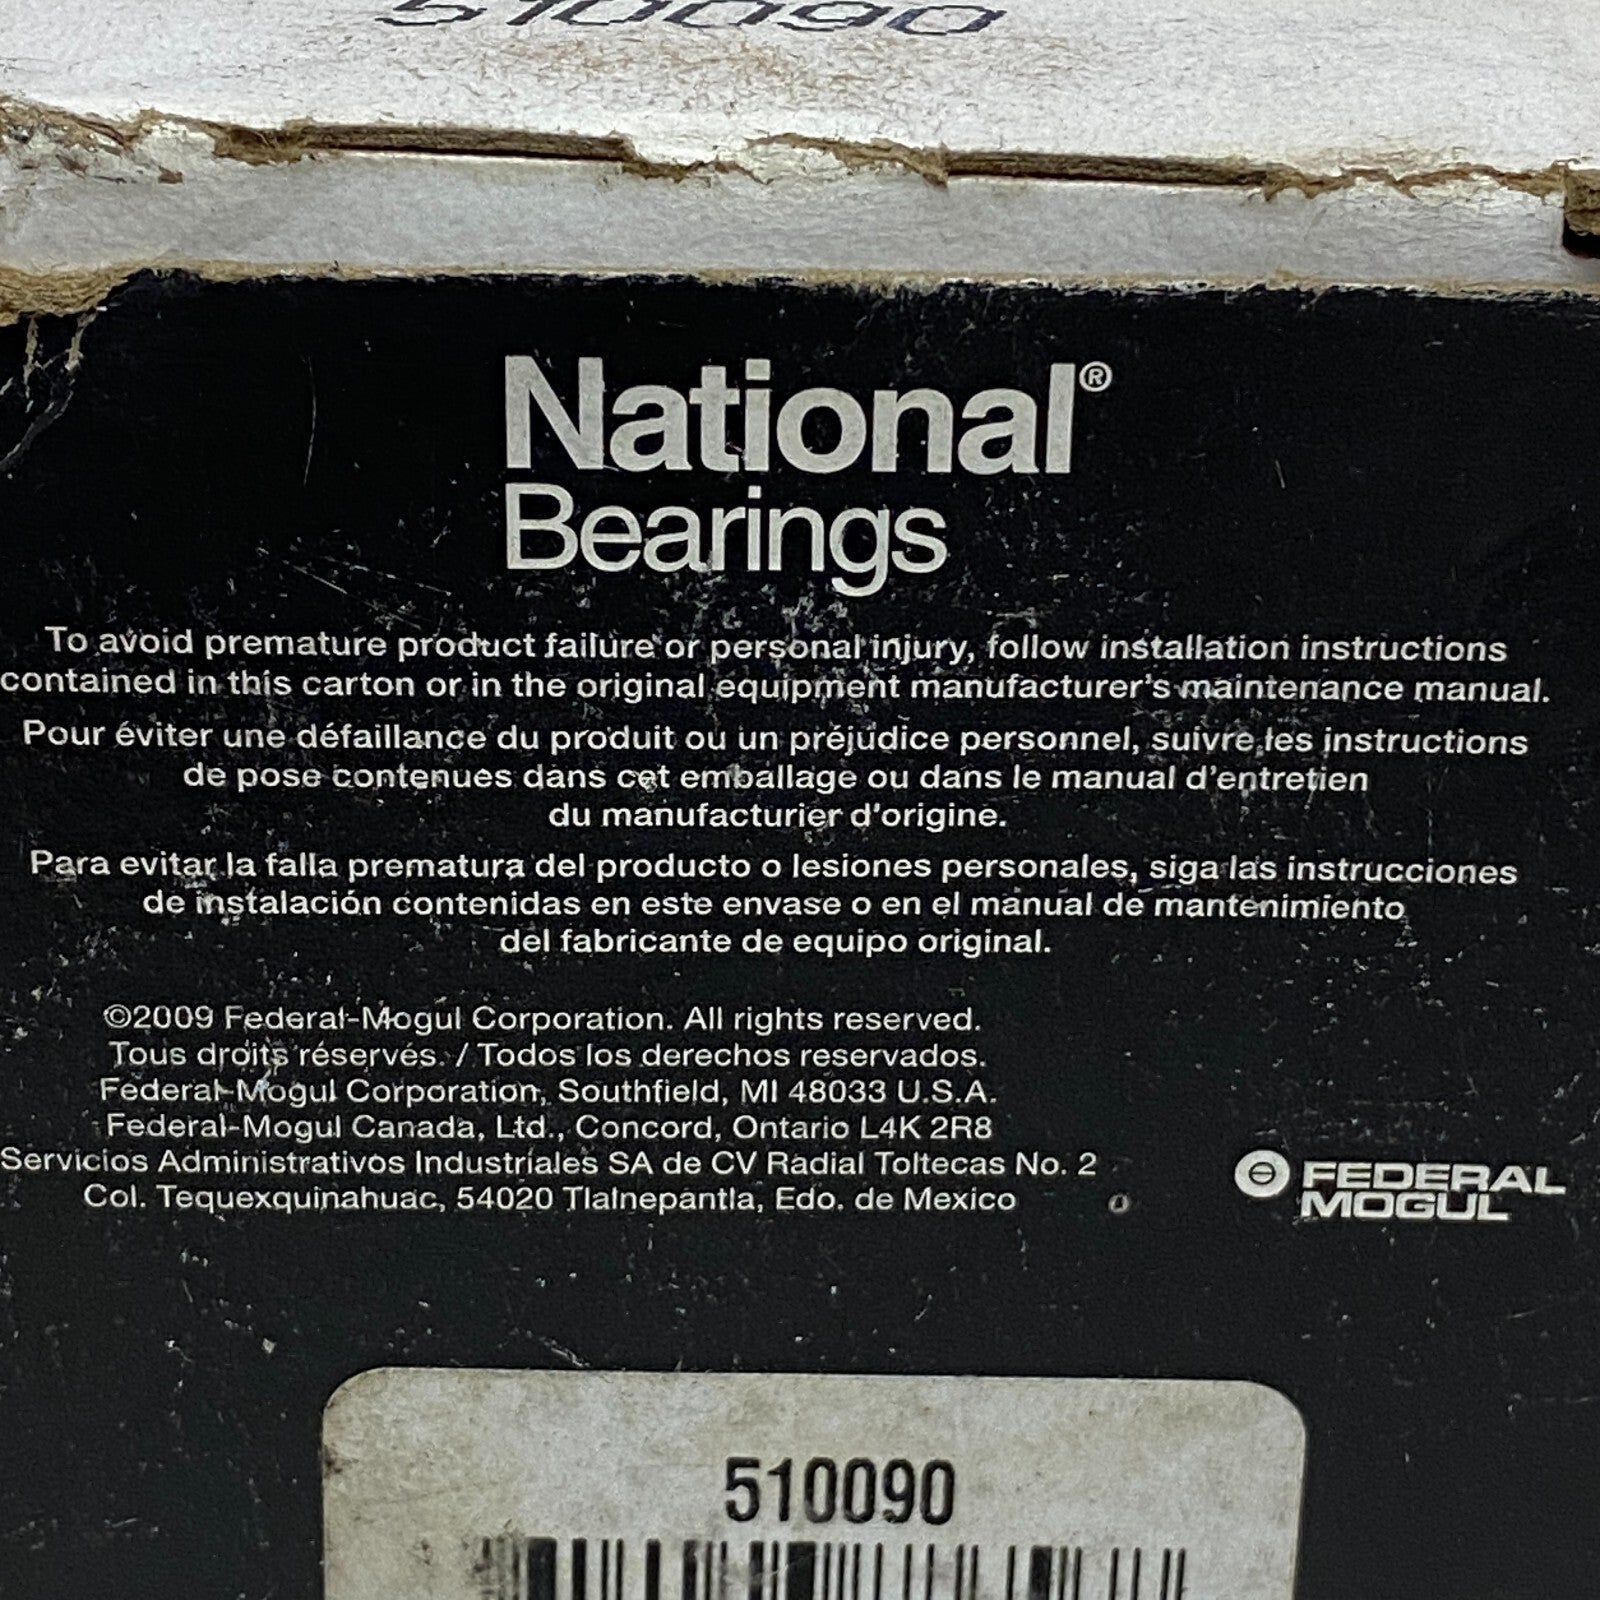 510090
National®
Bearings
To avoid premature product failure or personal injury, follow installation instructions
contained in this carton or in the original equipment manufacturer's maintenance manual.
Pour éviter une défaillance du produit ou un préjudice personnel, suivre les instructions
de pose contenues dans cet emballage ou dans le manual d'entretien
du manufacturier d'origine.
Para evitar la falla prematura del producto o lesiones personales, siga las instrucciones
de instalación contenidas en este envase o en el manual de mantenimiento
del fabricante de equipo original.
©2009 Federal-Mogul Corporation. All rights reserved.
Tous droits réservés. / Todos los derechos reservados.
Federal-Mogul Corporation, Southfield, MI 48033 U.S.A.
Federal-Mogul Canada, Ltd., Concord, Ontario L4K 2R8
Servicios Administrativos Industriales SA de CV Radial Toltecas No. 2
Col. Tequexquinahuac, 54020 Tlalnepantla, Edo. de Mexico
FEDERAL
MOGUL
510090